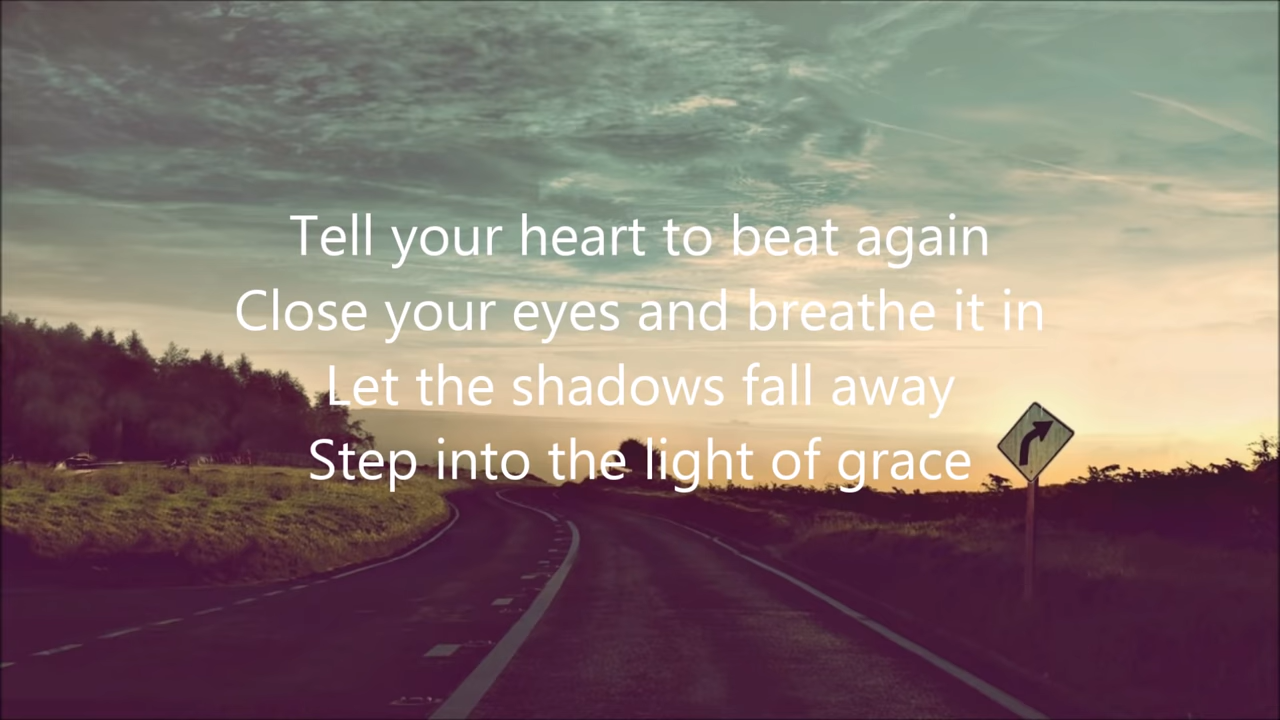 Tell your heart to beat again
Close your eyes and breathe it in
Let the shadows fall away
Step into the light of grace